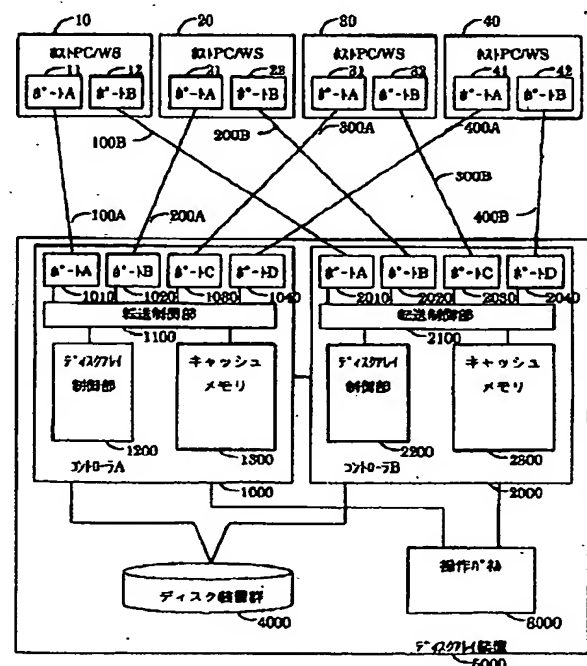 10
20
80
40
ホストPC/WS
ホストPC/WS
ホストPC/WS
ホストPC/WS
11
12
21
22
31
32
41
42
ポートA
ポートB
ポートA
ポートB
ポートA
ポートB
ポートA
ポートB
100B
200B
300A
400A
100A
200A
300B
400B
ポートA
ポートB
ポートC
ポートD
ポートA
ポートB
ポートC
ポートD
1010
1020
1080
1040
2010
2020
2030
2040
転送制御部
転送制御部
1100
2100
ディスクアレイ
制御部
キャッシュ
メモリ
ディスクアレイ
制御部
キャッシュ
メモリ
1200
1300
2200
2300
コントローラA
コントローラB
1000
2000
操作パネル
ディスク装置群
4000
8000
ディスクアレイ装置
5000